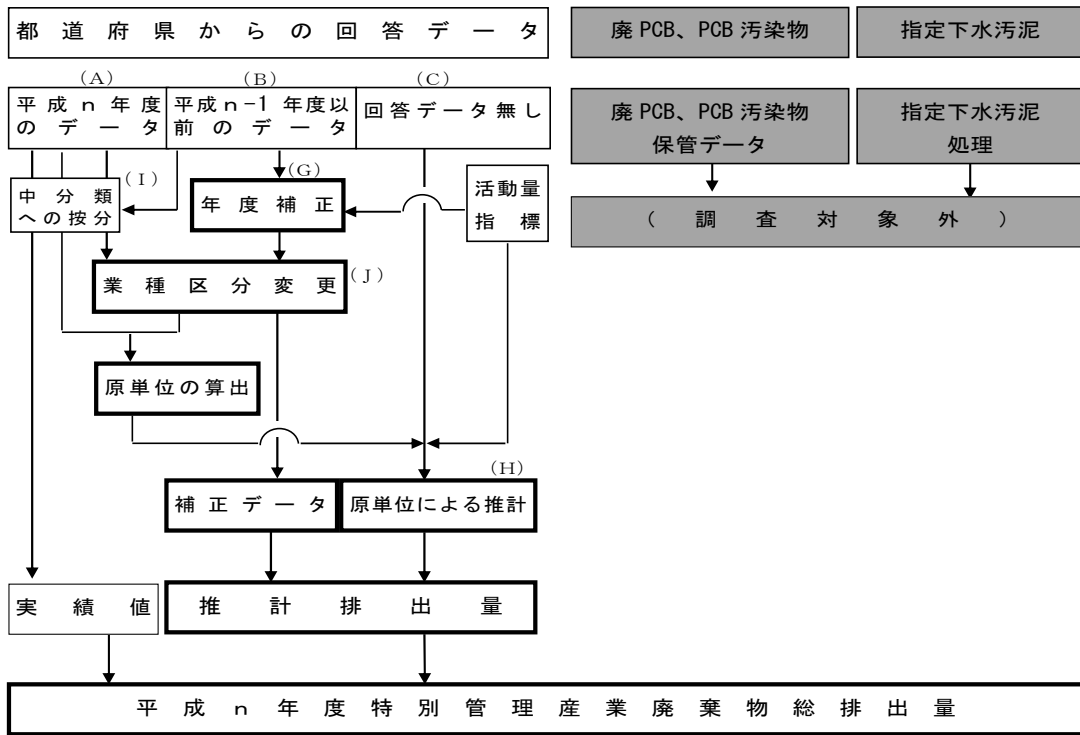 都道府県からの回答データ
廃PCB、PCB汚染物
指定下水汚泥
(A)
(B)
(C)
平成n年度
のデータ
平成n-1年度以
前のデータ
回答データ無し
廃PCB、PCB汚染物
保管データ
指定下水汚泥
処理
(I)
中分類
への按分
(G)
年度補正
活動量
指標
(調査対象外)
業種区分変更
(J)
原単位の算出
(H)
補正データ
原単位による推計
実績値
推計排出量
平成n年度特別管理産業廃棄物総排出量